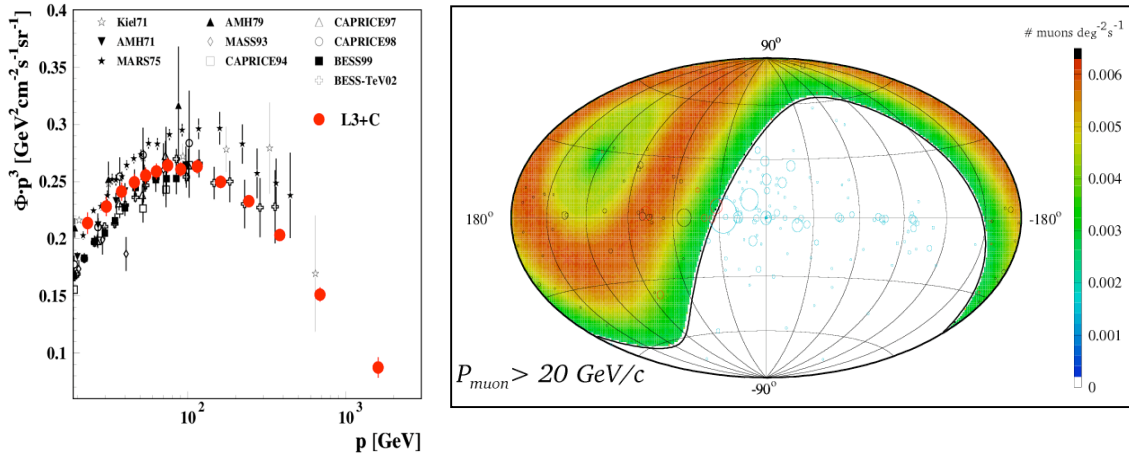 Φ·p³ [GeV²cm⁻²s⁻¹sr⁻¹]
0.4
0.35
0.3
0.25
0.2
0.15
0.1
Kiel71
AMH71
MARS75
AMH79
MASS93
CAPRICE94
CAPRICE97
CAPRICE98
BESS99
BESS-TeV02
L3+C
10²
10³
p [GeV]
# muons deg⁻²s⁻¹
90°
180°
-180°
-90°
P_muon > 20 GeV/c
0.006
0.005
0.004
0.003
0.002
0.001
0